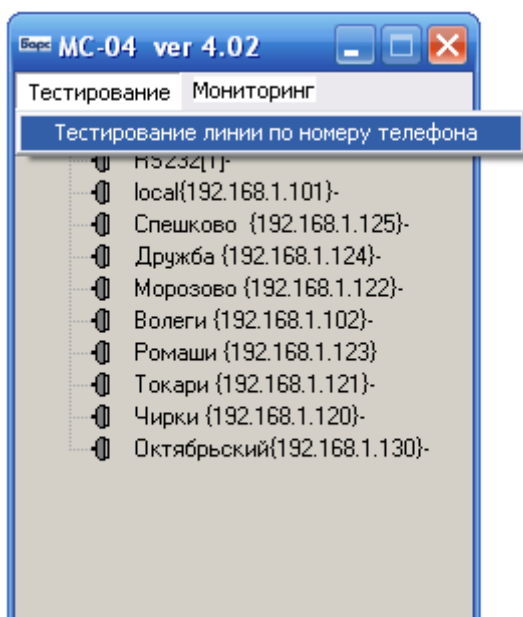 Барс МС-04 ver 4.02
Тестирование Мониторинг
Тестирование линии по номеру телефона
RS232[1]-
local{192.168.1.101}-
Спешково {192.168.1.125}-
Дружба {192.168.1.124}-
Морозово {192.168.1.122}-
Волеги {192.168.1.102}-
Ромаши {192.168.1.123}
Токари {192.168.1.121}-
Чирки {192.168.1.120}-
Октябрьский{192.168.1.130}-